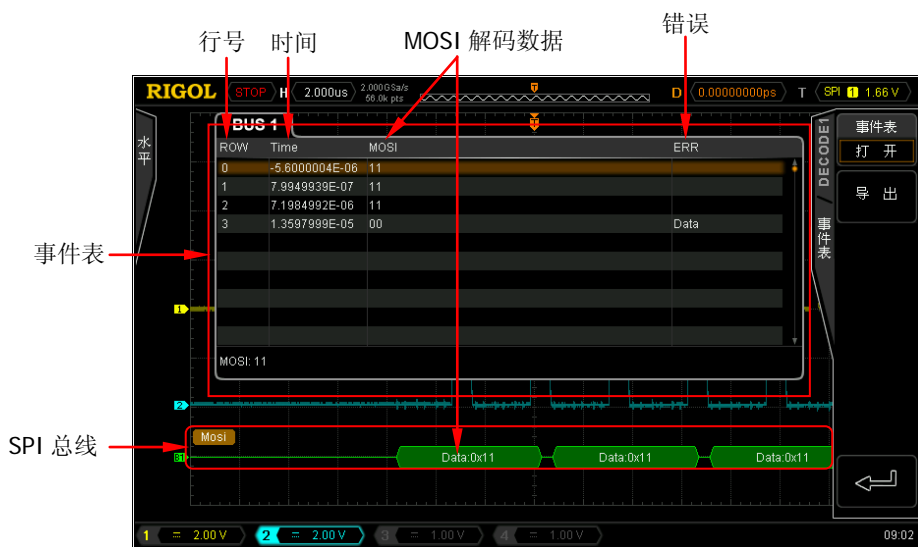 行号 时间 MOSI 解码数据 错误
RIGOL STOP H 2.000us 2.000GSa/s 56.0k pts D 0.00000000ps T SPI 1 1.66 V
水平
BUS 1
ROW Time MOSI ERR
0 -5.6000004E-06 11
1 7.9949939E-07 11
2 7.1984992E-06 11
3 1.3597999E-05 00 Data
MOSI: 11
DECODE1
事件表
事件表
打 开
导 出
事件表
1
2
SPI 总线
Mosi
B1
Data:0x11 Data:0x11 Data:0x11
1 = 2.00 V 2 = 2.00 V 3 = 1.00 V 4 = 1.00 V 09:02